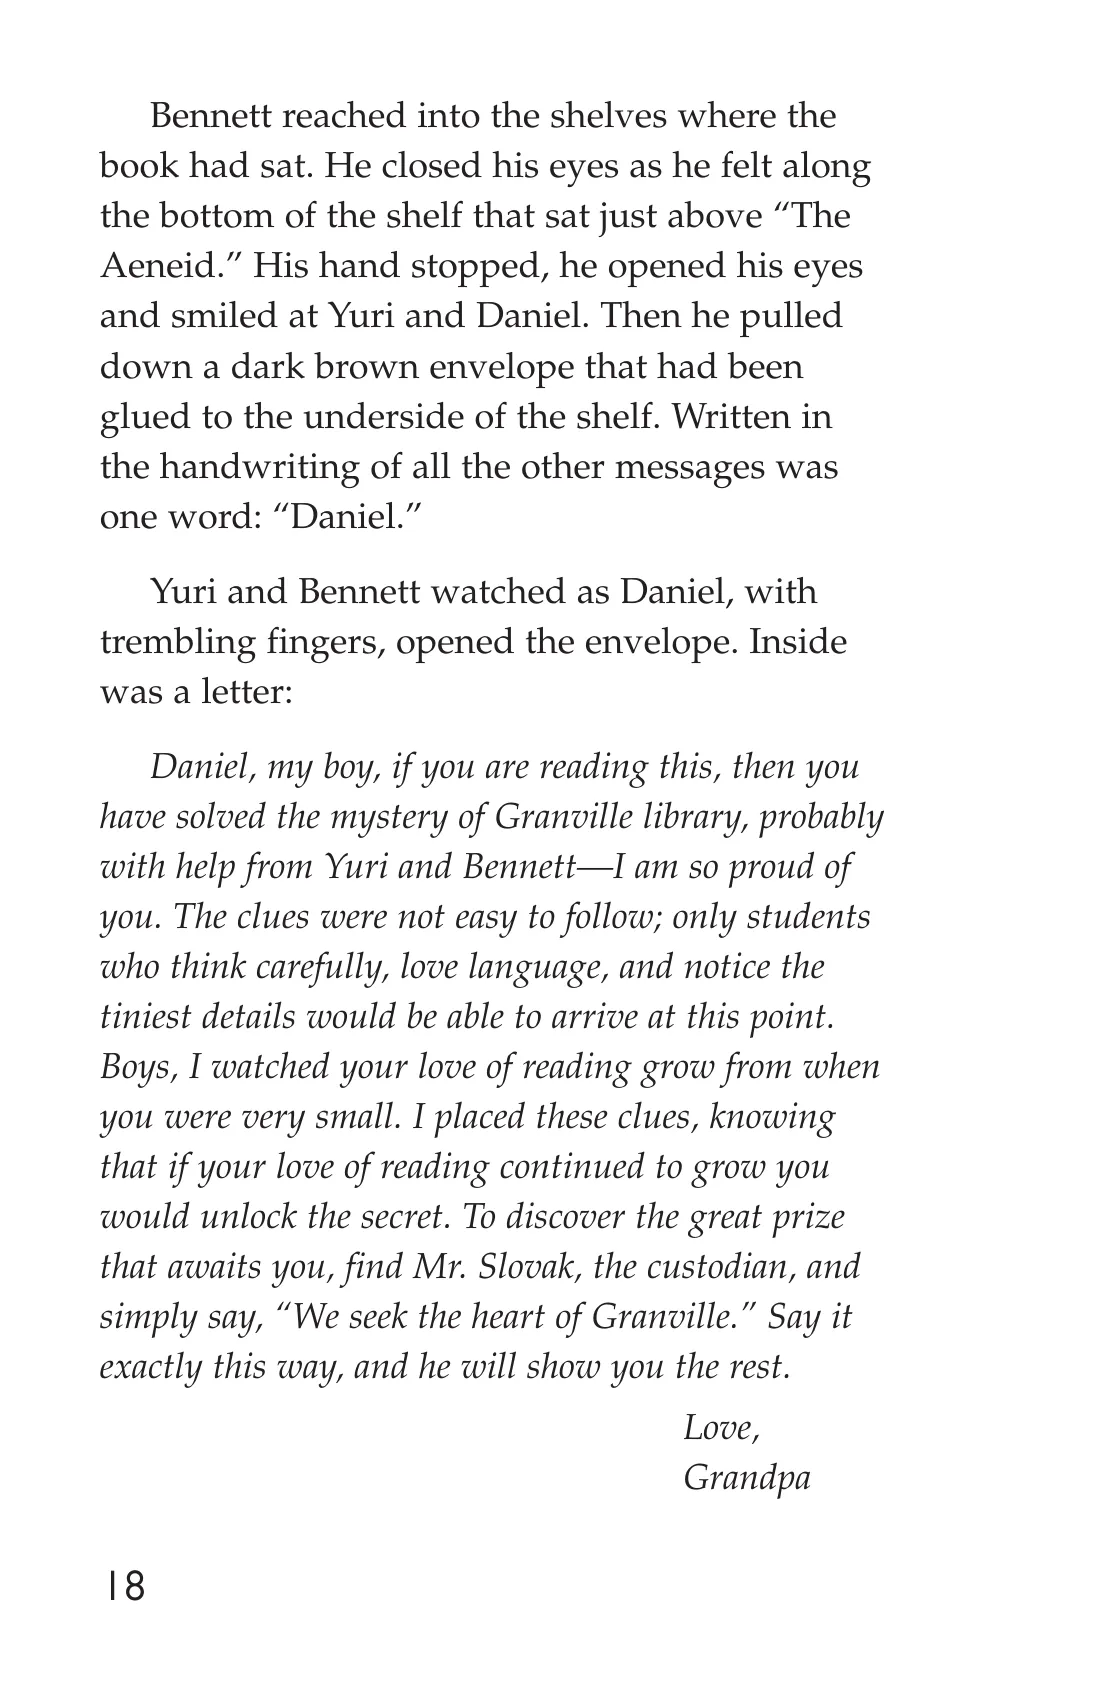 Bennett reached into the shelves where the
book had sat. He closed his eyes as he felt along
the bottom of the shelf that sat just above “The
Aeneid.” His hand stopped, he opened his eyes
and smiled at Yuri and Daniel. Then he pulled
down a dark brown envelope that had been
glued to the underside of the shelf. Written in
the handwriting of all the other messages was
one word: “Daniel.”
Yuri and Bennett watched as Daniel, with
trembling fingers, opened the envelope. Inside
was a letter:
Daniel, my boy, if you are reading this, then you
have solved the mystery of Granville library, probably
with help from Yuri and Bennett—I am so proud of
you. The clues were not easy to follow; only students
who think carefully, love language, and notice the
tiniest details would be able to arrive at this point.
Boys, I watched your love of reading grow from when
you were very small. I placed these clues, knowing
that if your love of reading continued to grow you
would unlock the secret. To discover the great prize
that awaits you, find Mr. Slovak, the custodian, and
simply say, “We seek the heart of Granville.” Say it
exactly this way, and he will show you the rest.
Love,
Grandpa
18